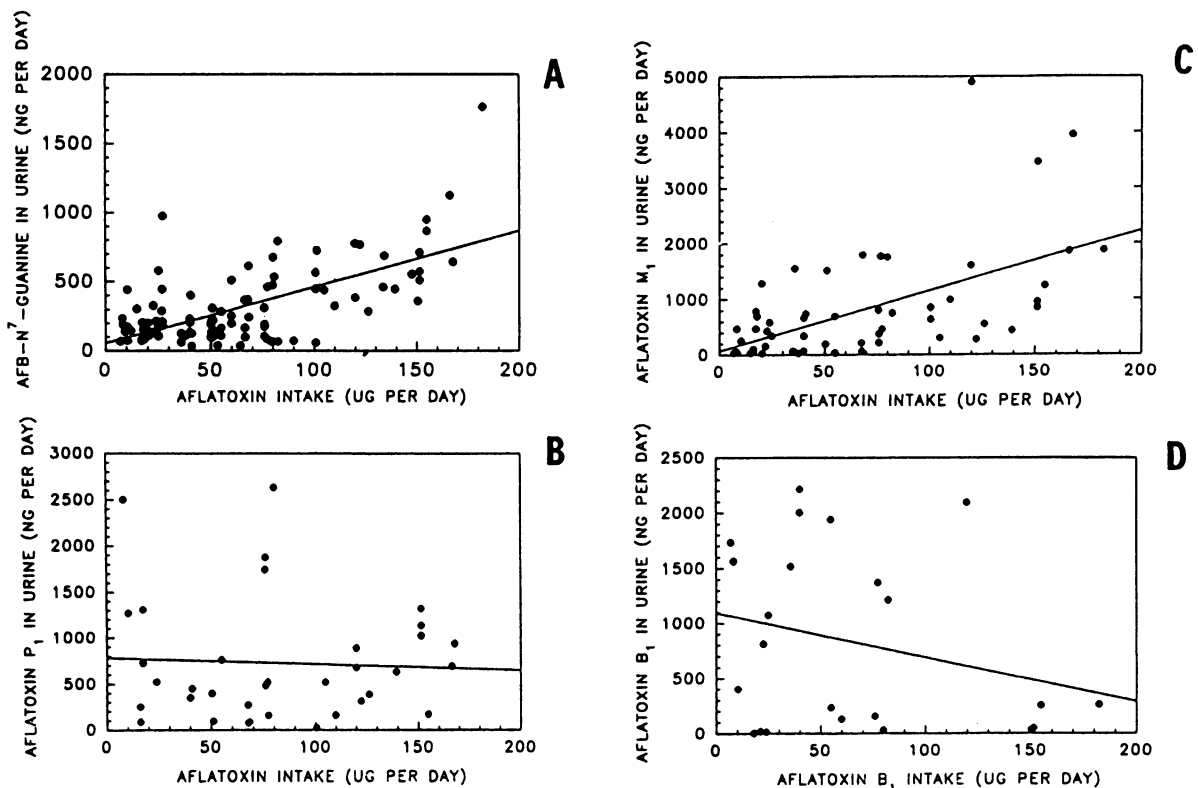 A
AFB-N7-GUANINE IN URINE (NG PER DAY)
2000
1500
1000
500
0
0 50 100 150 200
AFLATOXIN INTAKE (UG PER DAY)
C
AFLATOXIN M1 IN URINE (NG PER DAY)
5000
4000
3000
2000
1000
0
0 50 100 150 200
AFLATOXIN INTAKE (UG PER DAY)
B
AFLATOXIN P1 IN URINE (NG PER DAY)
3000
2500
2000
1500
1000
500
0
0 50 100 150 200
AFLATOXIN INTAKE (UG PER DAY)
D
AFLATOXIN B1 IN URINE (NG PER DAY)
2500
2000
1500
1000
500
0
0 50 100 150 200
AFLATOXIN B1 INTAKE (UG PER DAY)